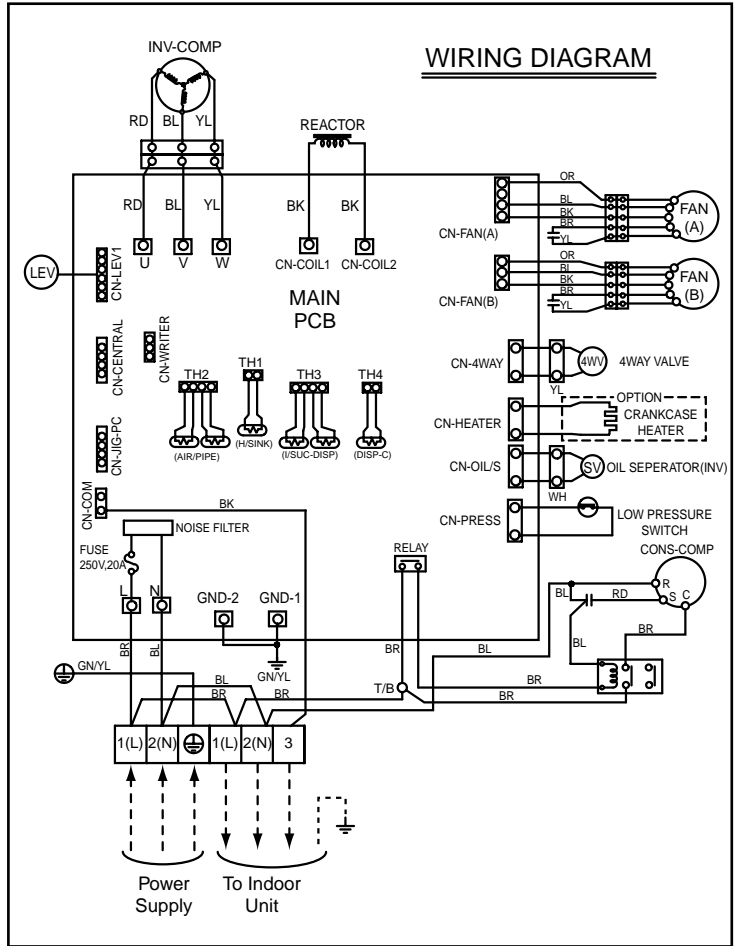 WIRING DIAGRAM
INV-COMP
RD BL YL
REACTOR
RD BL YL
BK BK
U V W
CN-COIL1 CN-COIL2
MAIN
PCB
LEV
CN-LEV1
CN-CENTRAL
CN-WRITER
CN-JIG-PC
CN-COM
TH2
(AIR/PIPE)
TH1
(H/SINK)
TH3
(I/SUC-DISP)
TH4
(DISP-C)
OR
BL
BK
BR
YL
CN-FAN(A)
FAN
(A)
OR
BL
BK
BR
YL
CN-FAN(B)
FAN
(B)
CN-4WAY
YL
4WV
4WAY VALVE
CN-HEATER
OPTION
CRANKCASE
HEATER
CN-OIL/S
WH
SV
OIL SEPERATOR(INV)
CN-PRESS
LOW PRESSURE
SWITCH
CONS-COMP
R
S C
BL
RD
BL
BR
BK
NOISE FILTER
FUSE
250V,20A
L N
GND-2 GND-1
GN/YL
RELAY
BR
BL
BR
BL
GN/YL
BL
BR
BR
T/B
BR
BR
1(L) 2(N) 1(L) 2(N) 3
Power
Supply
To Indoor
Unit